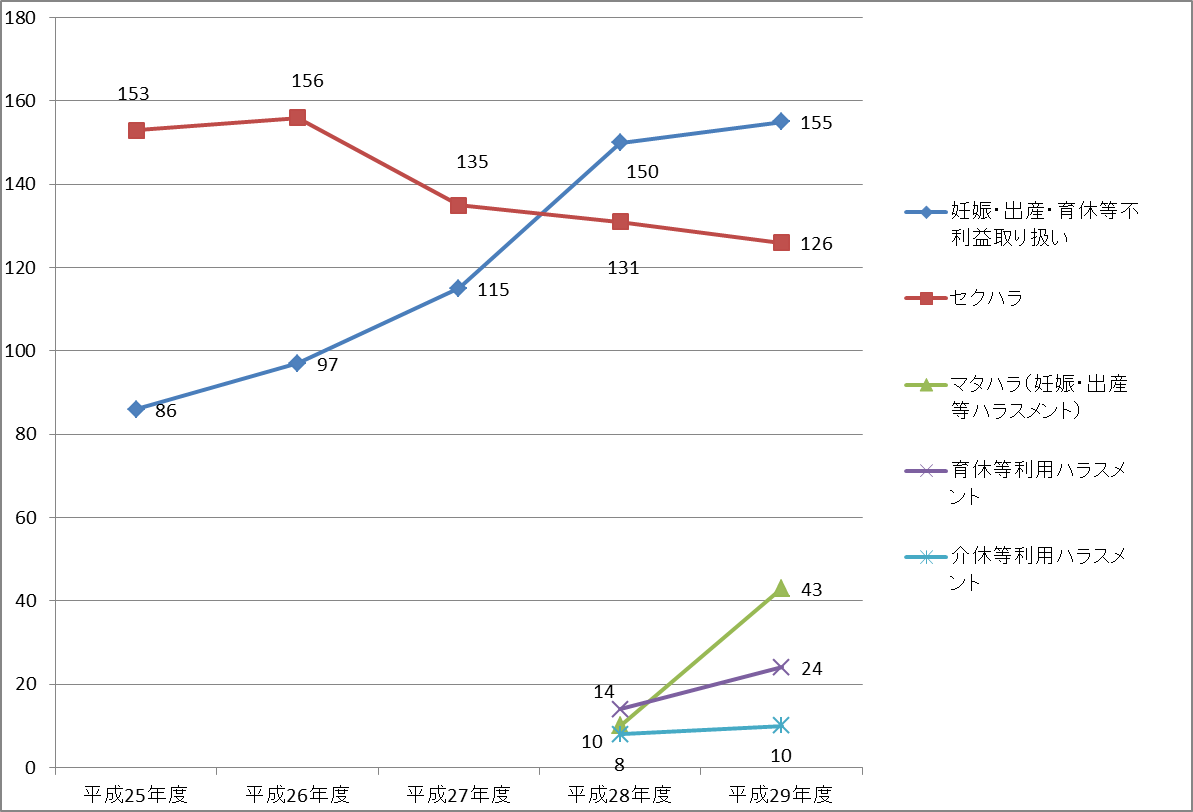 180
160
140
120
100
80
60
40
20
0
153
156
135
131
126
86
97
115
150
155
14
10
8
43
24
10
平成25年度
平成26年度
平成27年度
平成28年度
平成29年度
妊娠・出産・育休等不
利益取り扱い
セクハラ
マタハラ（妊娠・出産
等ハラスメント）
育休等利用ハラスメ
ント
介休等利用ハラスメ
ント